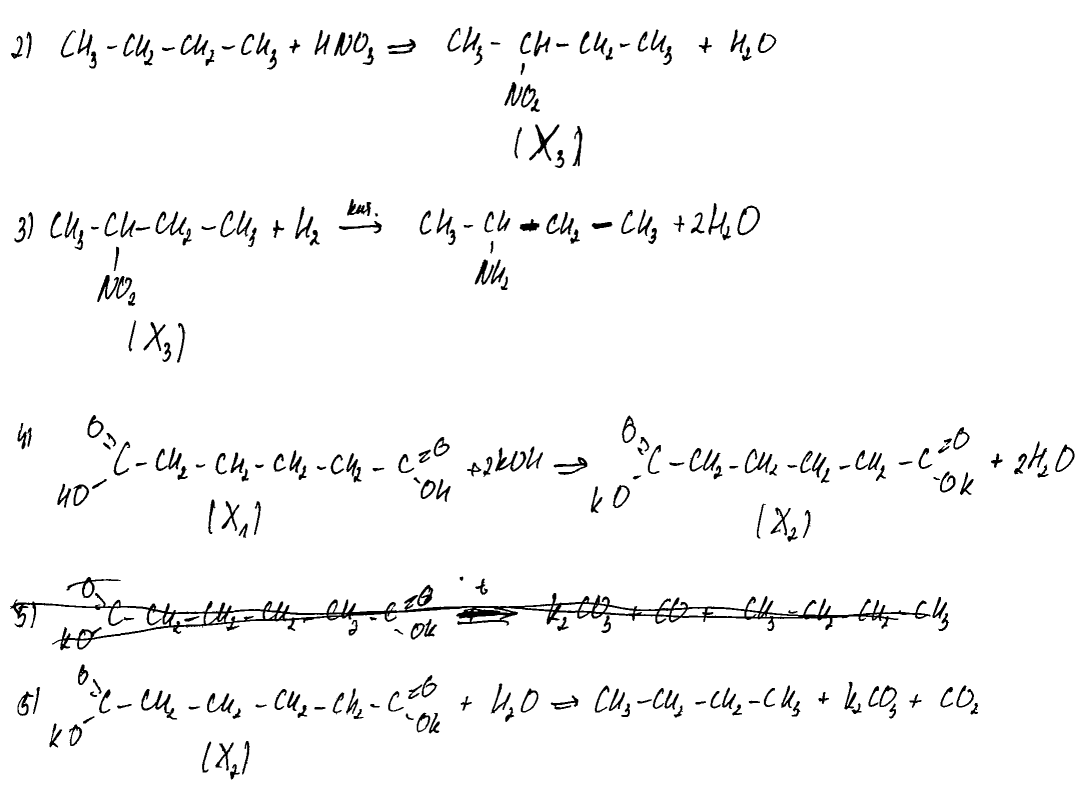 2) CH₃-CH₂-CH₂-CH₃ + HNO₃ ⇒ CH₃-CH-CH₂-CH₃ + H₂O
NO₂
(X₃)
3) CH₃-CH-CH₂-CH₃ + H₂ кат. → CH₃-CH-CH₂-CH₃ + 2H₂O
NO₂ NH₂
(X₃)
4) O=C-CH₂-CH₂-CH₂-CH₂-C=O + 2KOH ⇒ O=C-CH₂-CH₂-CH₂-CH₂-C=O + 2H₂O
HO -OH KO -OK
(X₁) (X₂)
5) O=C-CH₂-CH₂-CH₂-CH₂-C=O t ⇒ K₂CO₃ + CO + CH₃-CH₂-CH₂-CH₃
KO -OK
5) O=C-CH₂-CH₂-CH₂-CH₂-C=O + H₂O ⇒ CH₃-CH₂-CH₂-CH₃ + K₂CO₃ + CO₂
KO -OK
(X₂)